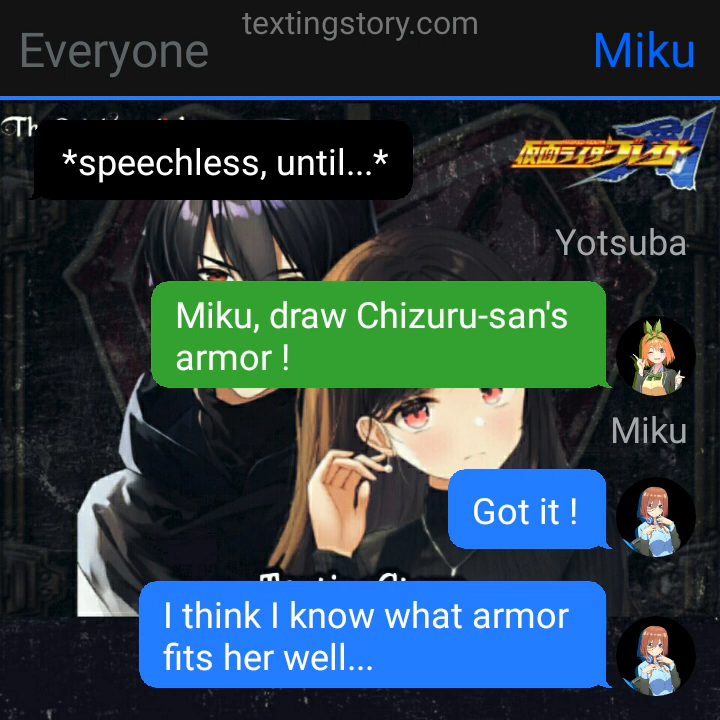 textingstory.com
Everyone
Miku
*speechless, until...*
仮面ライダーブレイド
Yotsuba
Miku, draw Chizuru-san's
armor !
Miku
Got it !
I think I know what armor
fits her well...